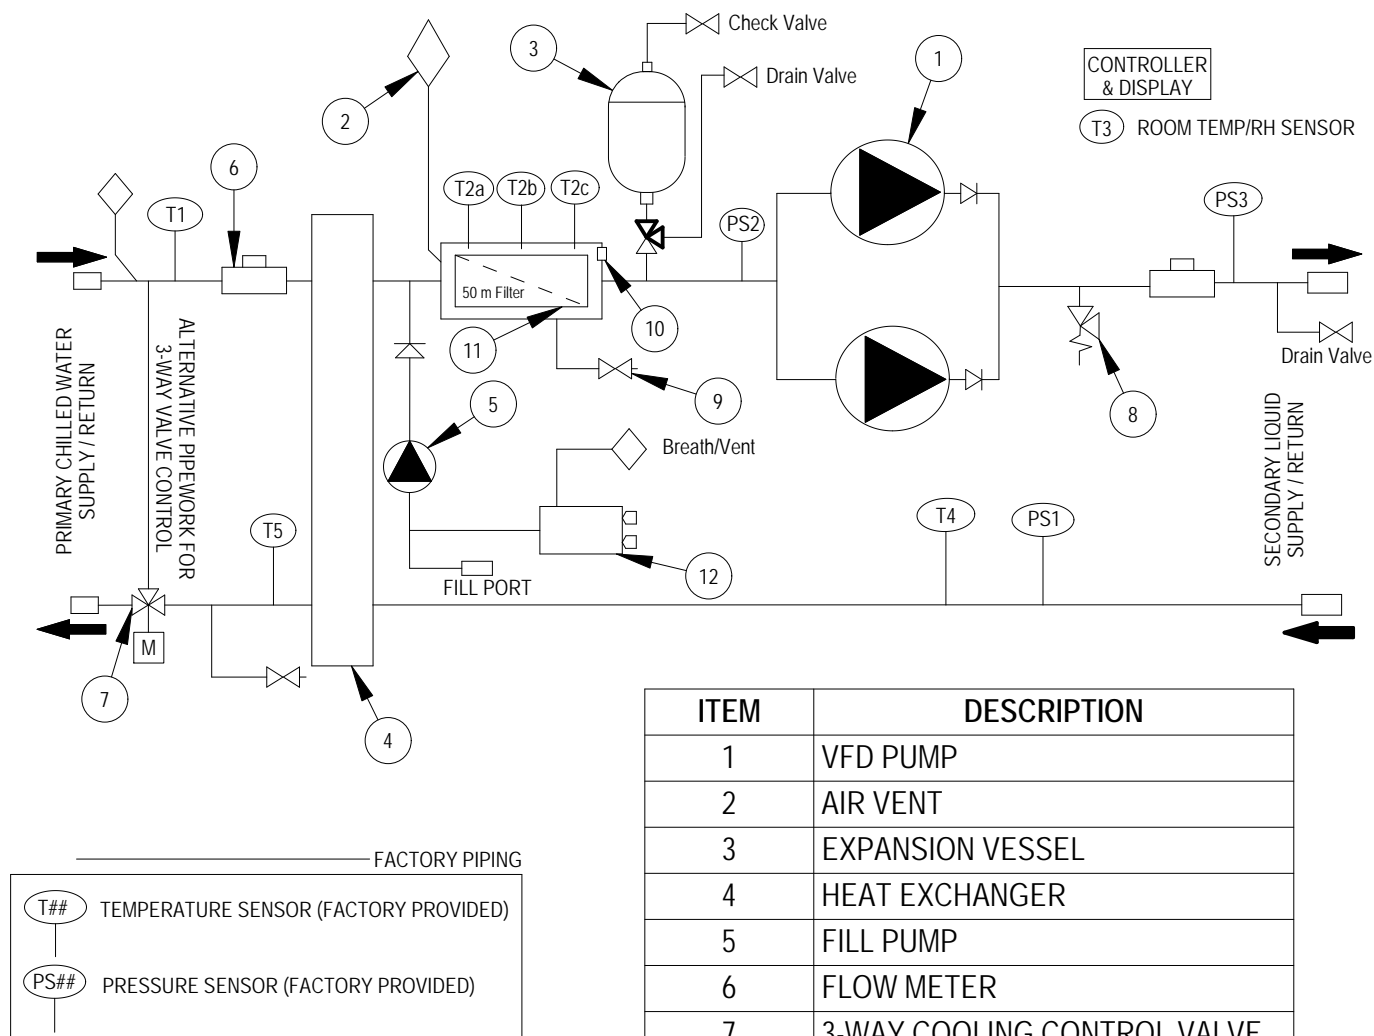 Check Valve
Drain Valve
3
1
2
CONTROLLER
& DISPLAY
T3 ROOM TEMP/RH SENSOR
6
T1
T2a
T2b
T2c
PS2
PS3
50 m Filter
10
11
9
5
8
Drain Valve
PRIMARY CHILLED WATER
SUPPLY / RETURN
ALTERNATIVE PIPEWORK FOR
3-WAY VALVE CONTROL
SECONDARY LIQUID
SUPPLY / RETURN
Breath/Vent
T5
T4
PS1
12
FILL PORT
M
7
4
ITEM DESCRIPTION
1 VFD PUMP
2 AIR VENT
3 EXPANSION VESSEL
4 HEAT EXCHANGER
5 FILL PUMP
6 FLOW METER
7 3-WAY COOLING CONTROL VALVE
FACTORY PIPING
T## TEMPERATURE SENSOR (FACTORY PROVIDED)
PS## PRESSURE SENSOR (FACTORY PROVIDED)